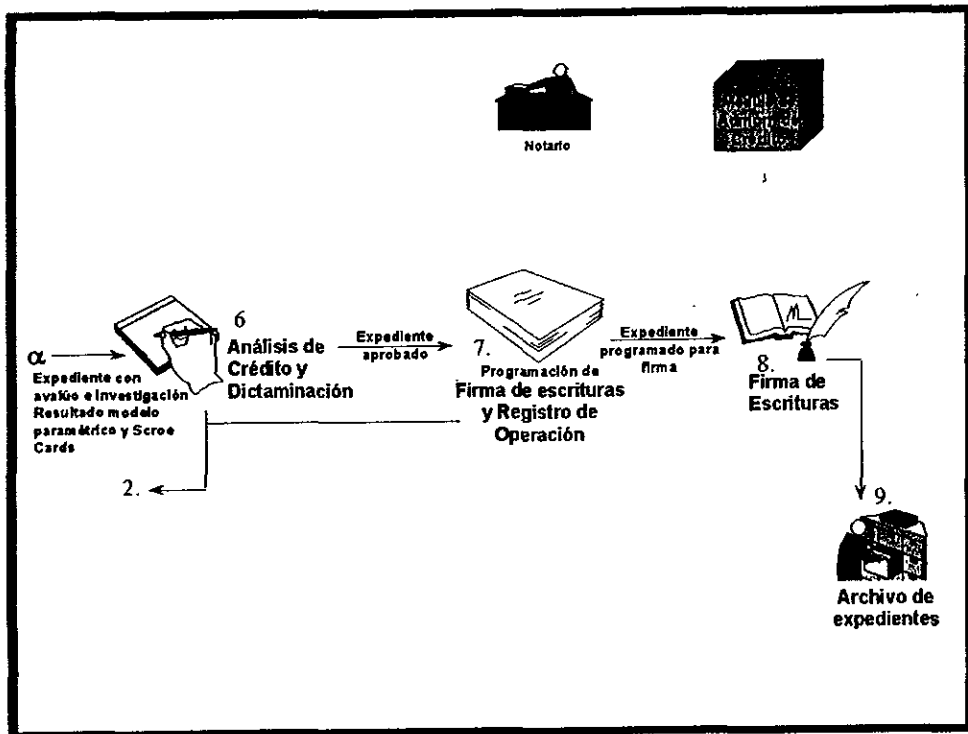 Notario
6
Análisis de
Crédito y
Dictaminación
α
Expediente con
avalúo e Investigación
Resultado modelo
paramétrico y Scroe
Cards
2.
Expediente
aprobado
7.
Programación de
Firma de escrituras
y Registro de
Operación
Expediente
programado para
firma
8.
Firma de
Escrituras
9.
Archivo de
expedientes